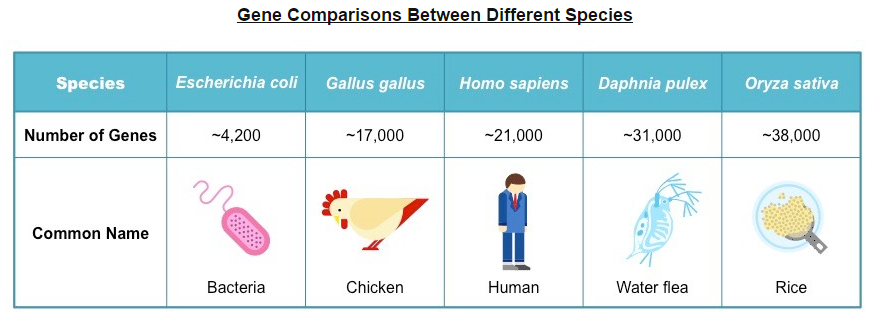 Gene Comparisons Between Different Species
Species Escherichia coli Gallus gallus Homo sapiens Daphnia pulex Oryza sativa
Number of Genes ~4,200 ~17,000 ~21,000 ~31,000 ~38,000
Common Name
Bacteria Chicken Human Water flea Rice